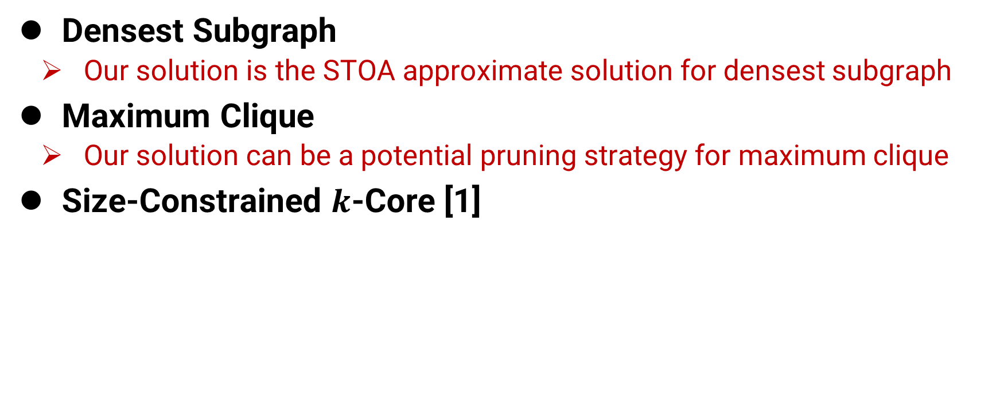 ● Densest Subgraph
➢ Our solution is the STOA approximate solution for densest subgraph
● Maximum Clique
➢ Our solution can be a potential pruning strategy for maximum clique
● Size-Constrained k-Core [1]